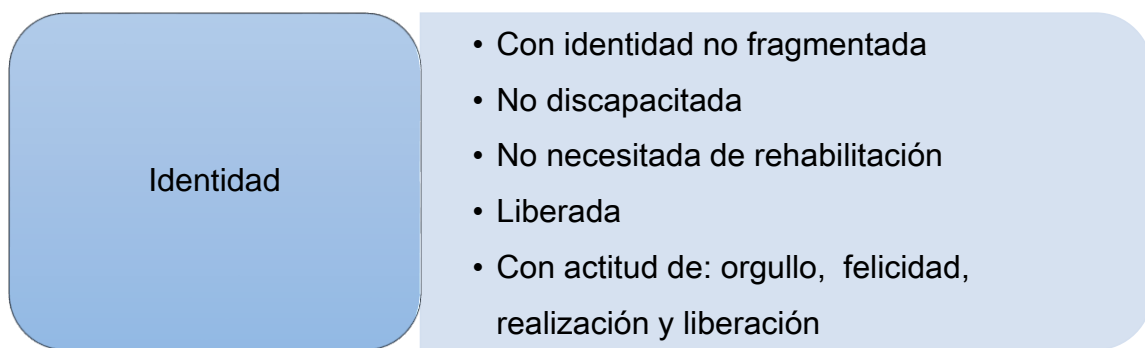 Identidad
• Con identidad no fragmentada
• No discapacitada
• No necesitada de rehabilitación
• Liberada
• Con actitud de: orgullo, felicidad,
realización y liberación